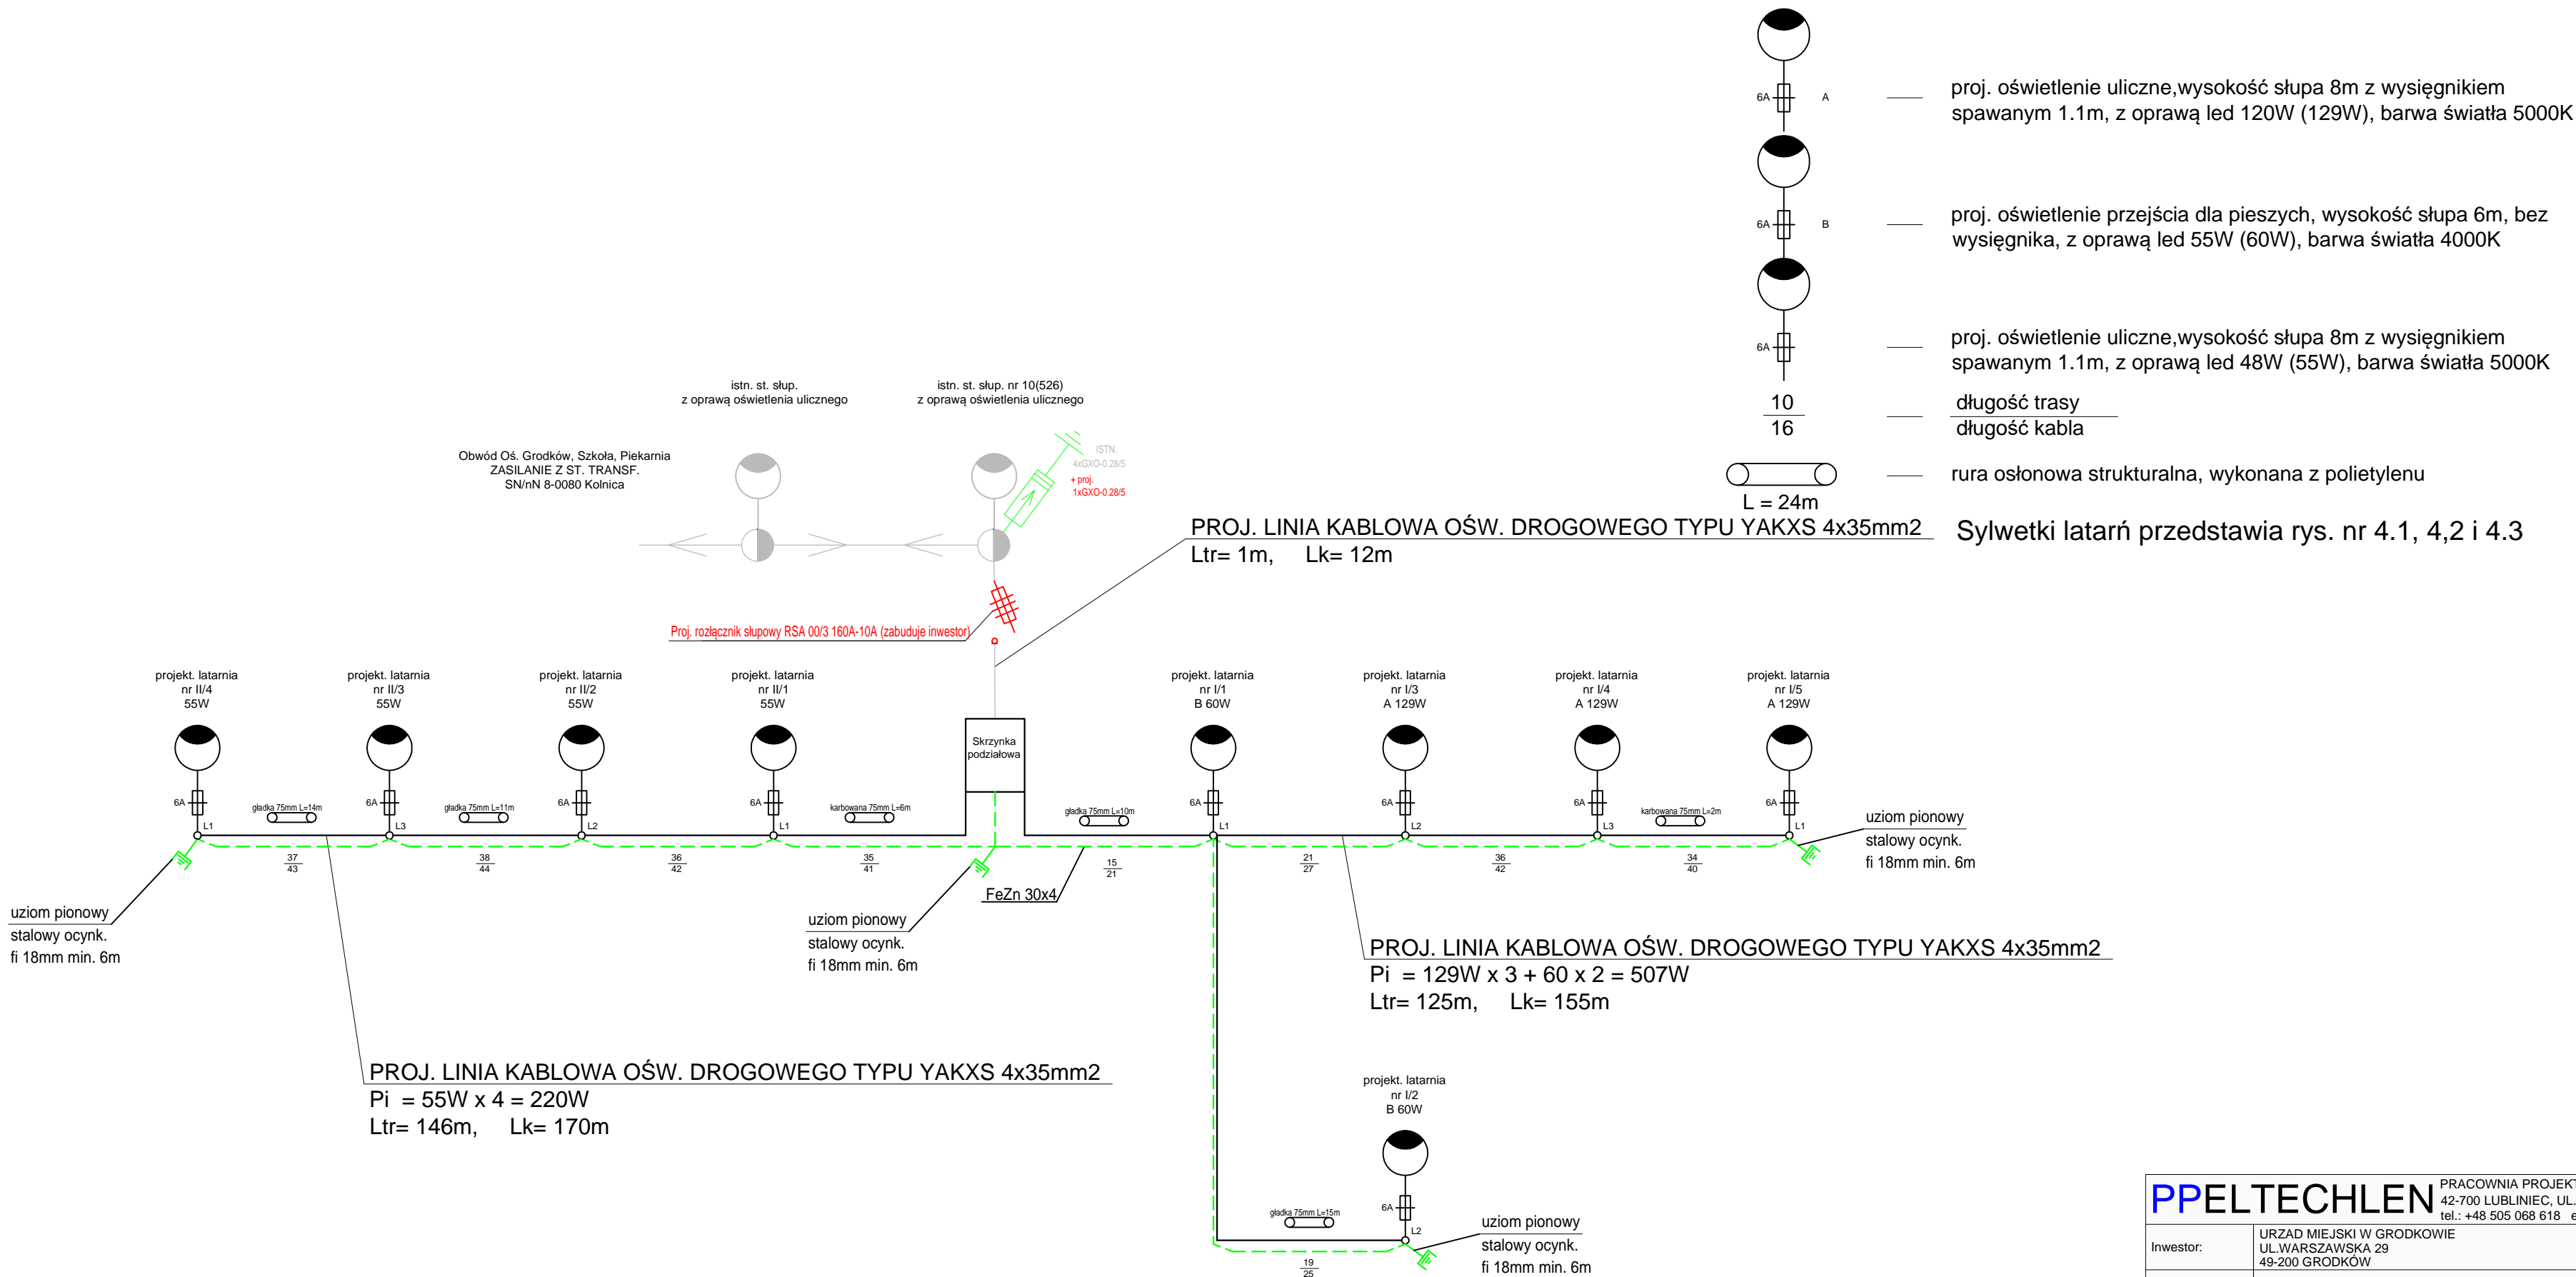 6A A
proj. oświetlenie uliczne,wysokość słupa 8m z wysięgnikiem
spawanym 1.1m, z oprawą led 120W (129W), barwa światła 5000K
6A B
proj. oświetlenie przejścia dla pieszych, wysokość słupa 6m, bez
wysięgnika, z oprawą led 55W (60W), barwa światła 4000K
6A
proj. oświetlenie uliczne,wysokość słupa 8m z wysięgnikiem
spawanym 1.1m, z oprawą led 48W (55W), barwa światła 5000K
10
16
długość trasy
długość kabla
rura osłonowa strukturalna, wykonana z polietylenu
L = 24m
Sylwetki latarń przedstawia rys. nr 4.1, 4,2 i 4.3
istn. st. słup.
z oprawą oświetlenia ulicznego
istn. st. słup. nr 10(526)
z oprawą oświetlenia ulicznego
Obwód Oś. Grodków, Szkoła, Piekarnia
ZASILANIE Z ST. TRANSF.
SN/nN 8-0080 Kolnica
ISTN.
4xGXO-0.28/5
+ proj.
1xGXO-0.28/5
PROJ. LINIA KABLOWA OŚW. DROGOWEGO TYPU YAKXS 4x35mm2
Ltr= 1m, Lk= 12m
Proj. rozłącznik słupowy RSA 00/3 160A-10A (zabuduje inwestor)
projekt. latarnia
nr II/4
55W
projekt. latarnia
nr II/3
55W
projekt. latarnia
nr II/2
55W
projekt. latarnia
nr II/1
55W
Skrzynka
podziałowa
projekt. latarnia
nr I/1
B 60W
projekt. latarnia
nr I/3
A 129W
projekt. latarnia
nr I/4
A 129W
projekt. latarnia
nr I/5
A 129W
6A
L1
gładka 75mm L=14m
6A
L3
gładka 75mm L=11m
6A
L2
6A
L1
karbowana 75mm L=6m
gładka 75mm L=10m
6A
L1
6A
L2
6A
L3
karbowana 75mm L=2m
6A
L1
37
43
38
44
36
42
35
41
15
21
21
27
36
42
34
40
uziom pionowy
stalowy ocynk.
fi 18mm min. 6m
FeZn 30x4
uziom pionowy
stalowy ocynk.
fi 18mm min. 6m
uziom pionowy
stalowy ocynk.
fi 18mm min. 6m
PROJ. LINIA KABLOWA OŚW. DROGOWEGO TYPU YAKXS 4x35mm2
Pi = 129W x 3 + 60 x 2 = 507W
Ltr= 125m, Lk= 155m
PROJ. LINIA KABLOWA OŚW. DROGOWEGO TYPU YAKXS 4x35mm2
Pi = 55W x 4 = 220W
Ltr= 146m, Lk= 170m
projekt. latarnia
nr I/2
B 60W
6A
L2
gładka 75mm L=15m
19
25
uziom pionowy
stalowy ocynk.
fi 18mm min. 6m
PPELTECHLEN
PRACOWNIA PROJEKT
42-700 LUBLINIEC, UL.
tel.: +48 505 068 618 e
Inwestor:
URZAD MIEJSKI W GRODKOWIE
UL.WARSZAWSKA 29
49-200 GRODKÓW